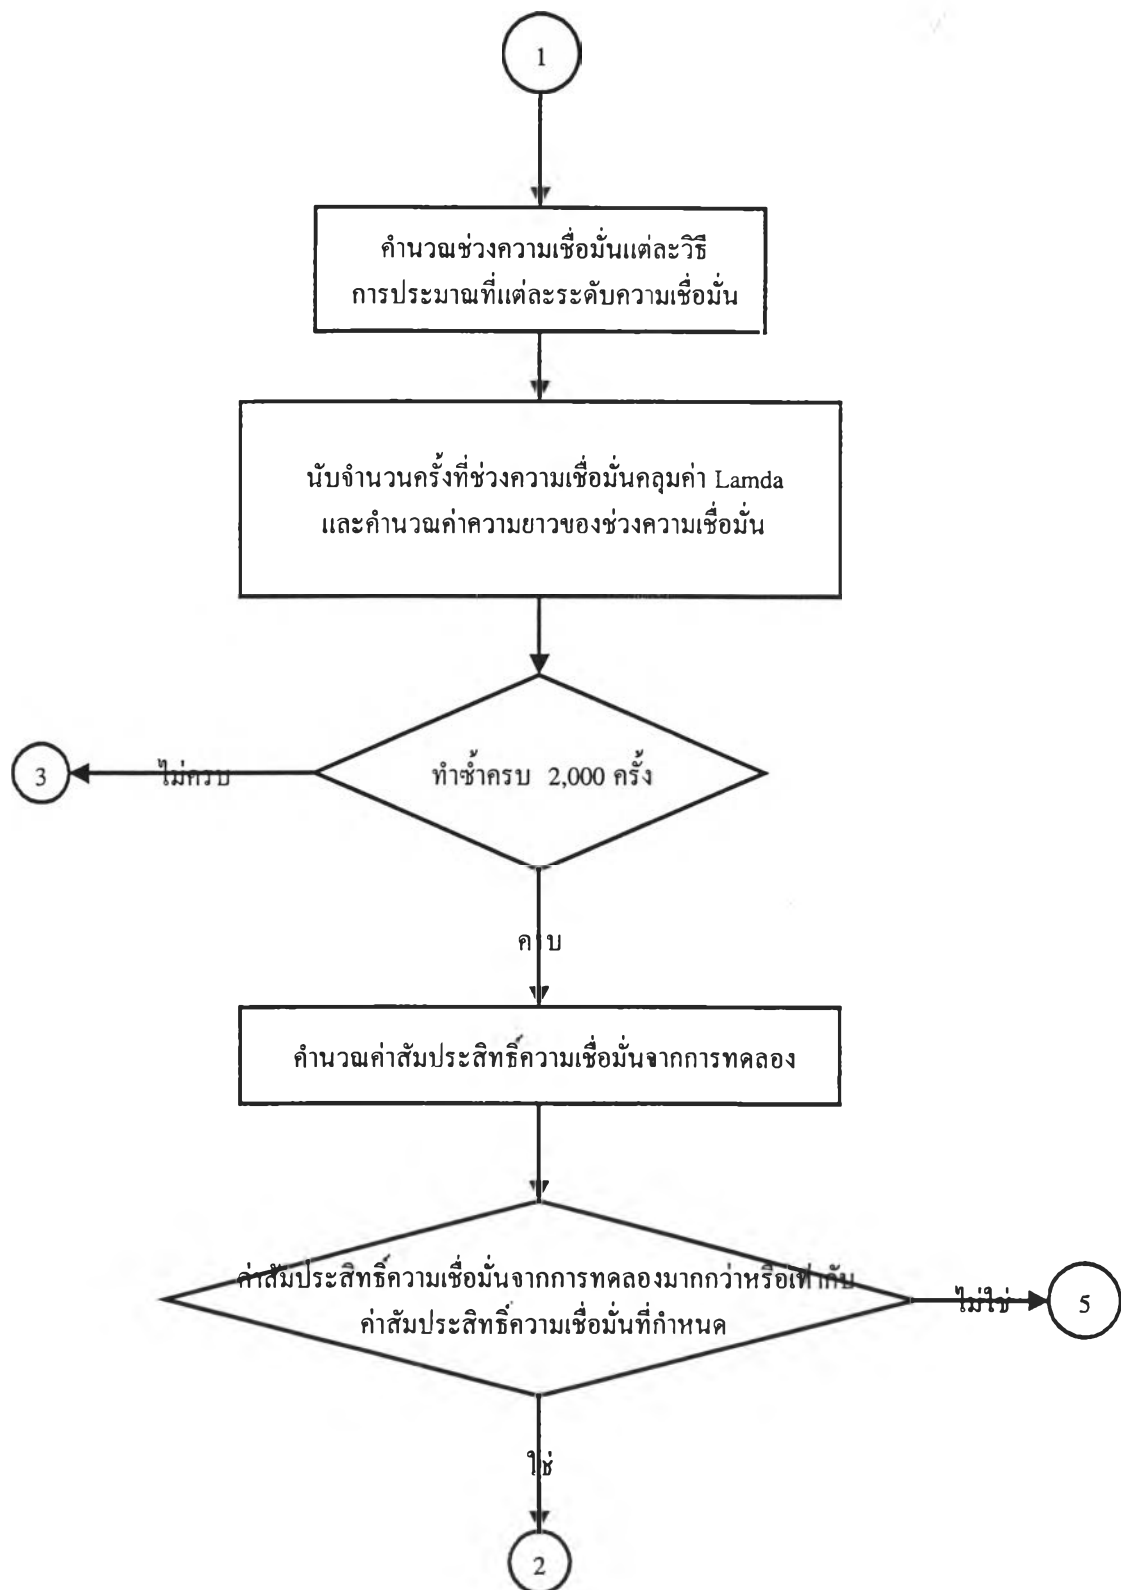 1
คำนวณช่วงความเชื่อมั่นแต่ละวิธี
การประมาณที่แต่ละระดับความเชื่อมั่น
นับจำนวนครั้งที่ช่วงความเชื่อมั่นคลุมค่า Lamda
และคำนวณค่าความยาวของช่วงความเชื่อมั่น
ทำซ้ำครบ 2,000 ครั้ง
ไม่ครบ
3
ครบ
คำนวณค่าสัมประสิทธิ์ความเชื่อมั่นจากการทดลอง
ค่าสัมประสิทธิ์ความเชื่อมั่นจากการทดลองมากกว่าหรือเท่ากับ
ค่าสัมประสิทธิ์ความเชื่อมั่นที่กำหนด
ไม่ใช่
5
ใช่
2